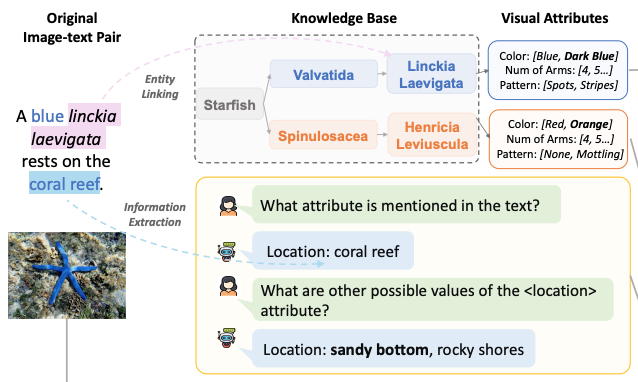 Original
Image-text Pair
Knowledge Base
Visual Attributes
Entity
Linking
Starfish
Valvatida
Linckia
Laevigata
Spinulosacea
Henricia
Leviuscula
Color: [Blue, Dark Blue]
Num of Arms: [4, 5...]
Pattern: [Spots, Stripes]
Color: [Red, Orange]
Num of Arms: [4, 5...]
Pattern: [None, Mottling]
A blue linckia
laevigata
rests on the
coral reef.
Information
Extraction
What attribute is mentioned in the text?
Location: coral reef
What are other possible values of the <location>
attribute?
Location: sandy bottom, rocky shores